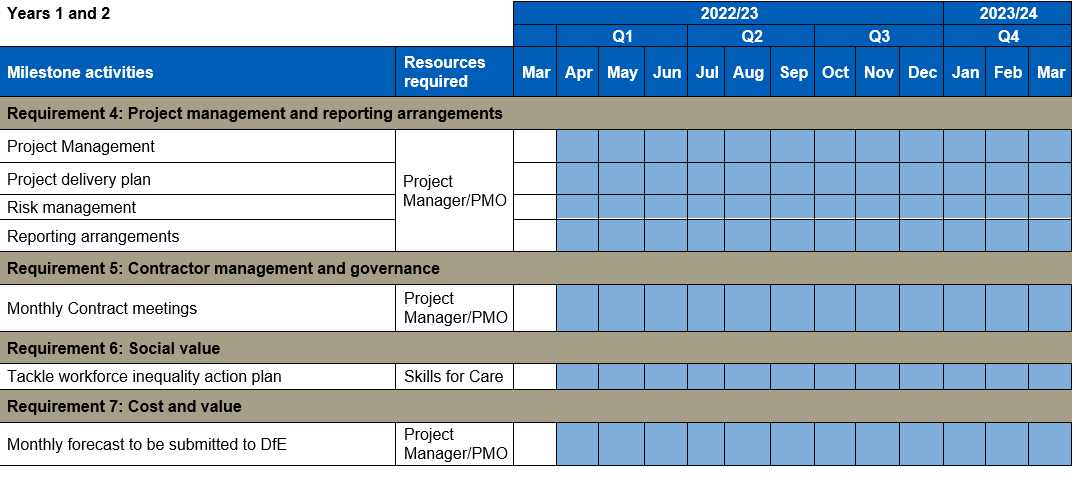 Years 1 and 2
2022/23 2023/24
Q1 Q2 Q3 Q4
Milestone activities Resources required Mar Apr May Jun Jul Aug Sep Oct Nov Dec Jan Feb Mar
Requirement 4: Project management and reporting arrangements
Project Management
Project delivery plan
Project
Manager/PMO
Risk management
Reporting arrangements
Requirement 5: Contractor management and governance
Monthly Contract meetings
Project
Manager/PMO
Requirement 6: Social value
Tackle workforce inequality action plan Skills for Care
Requirement 7: Cost and value
Monthly forecast to be submitted to DfE
Project
Manager/PMO